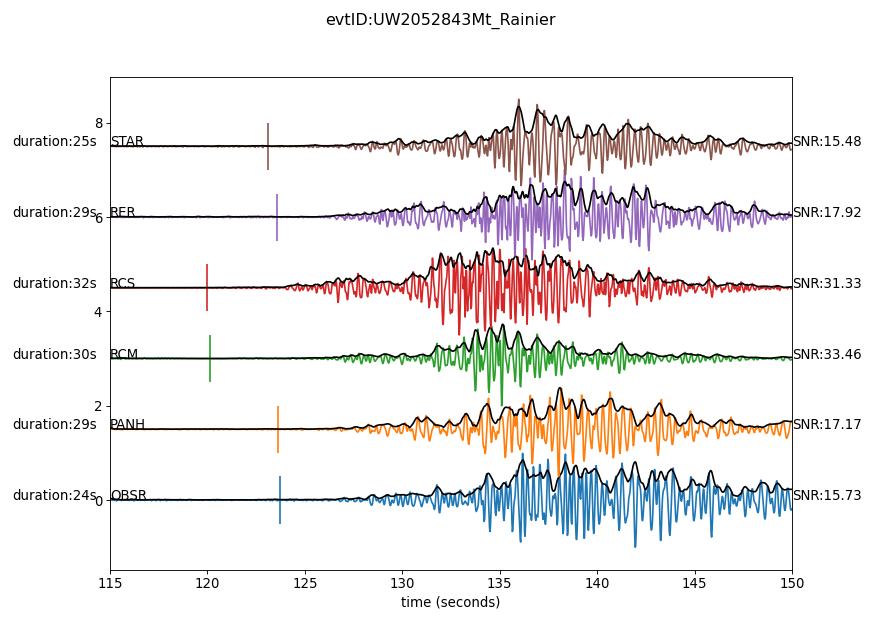 evtID:UW2052843Mt_Rainier
8
duration:25s STAR SNR:15.48
duration:29s RER SNR:17.92
6
duration:32s RCS SNR:31.33
4
duration:30s RCM SNR:33.46
2
duration:29s PANH SNR:17.17
duration:24s OBSR SNR:15.73
0
115 120 125 130 135 140 145 150
time (seconds)